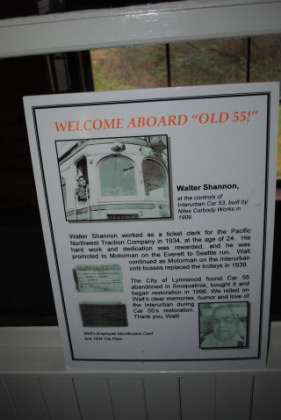 WELCOME ABOARD "OLD 55!"
Walter Shannon,
at the controls of
Interurban Car 53, built by
Niles Carbody Works in
1909.
Walter Shannon worked as a ticket clerk for the Pacific
Northwest Traction Company in 1934, at the age of 24. His
hard work and dedication was rewarded, and he was
promoted to Motorman on the Everett to Seattle run. Walt
continued as Motorman on the Interurban
until busses replaced the trolleys in 1939.
The City of Lynnwood found Car 55
abandoned in Snoqualmie, bought it and
began restoration in 1996. We relied on
Walt's clear memories, humor and love of
the Interurban during
Car 55's restoration.
Thank you, Walt!
Walt's Employee Identification Card
and 1934 Trip Pass